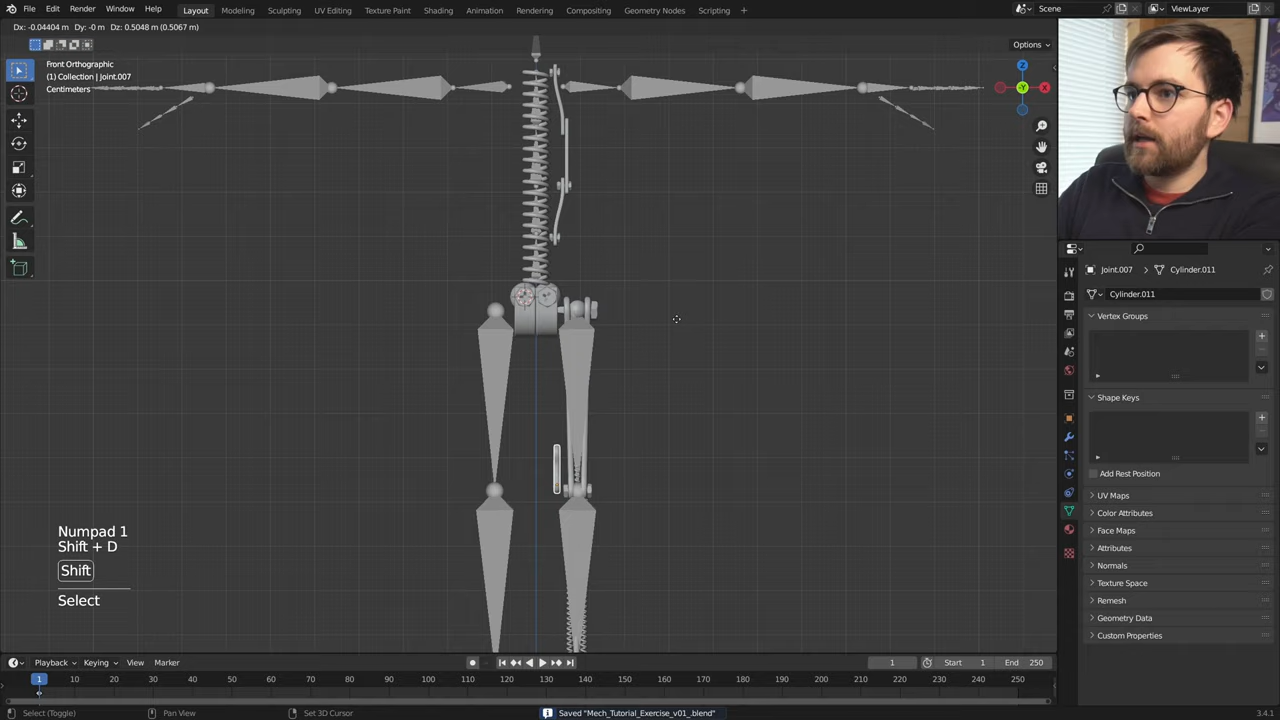 File Edit Render Window Help Layout Modeling Sculpting UV Editing Texture Paint Shading Animation Rendering Compositing Geometry Nodes Scripting + Scene ViewLayer
Dx: -0.04404 m Dy: -0 m Dz: 0.5048 m (0.5067 m)
Options
Front Orthographic
(1) Collection | Joint.007
Centimeters
Z
X
-Y
Joint.007 > Cylinder.011
Cylinder.011
Vertex Groups
Shape Keys
Add Rest Position
UV Maps
Color Attributes
Face Maps
Attributes
Normals
Texture Space
Remesh
Geometry Data
Custom Properties
Numpad 1
Shift + D
Shift
Select
Playback Keying View Marker 1 Start 1 End 250
1 10 20 30 40 50 60 70 80 90 100 110 120 130 140 150 160 170 180 190 200 210 220 230 240 250
Select (Toggle) Pan View Set 3D Cursor Saved "Mech_Tutorial_Exercise_v01_.blend" 3.4.1